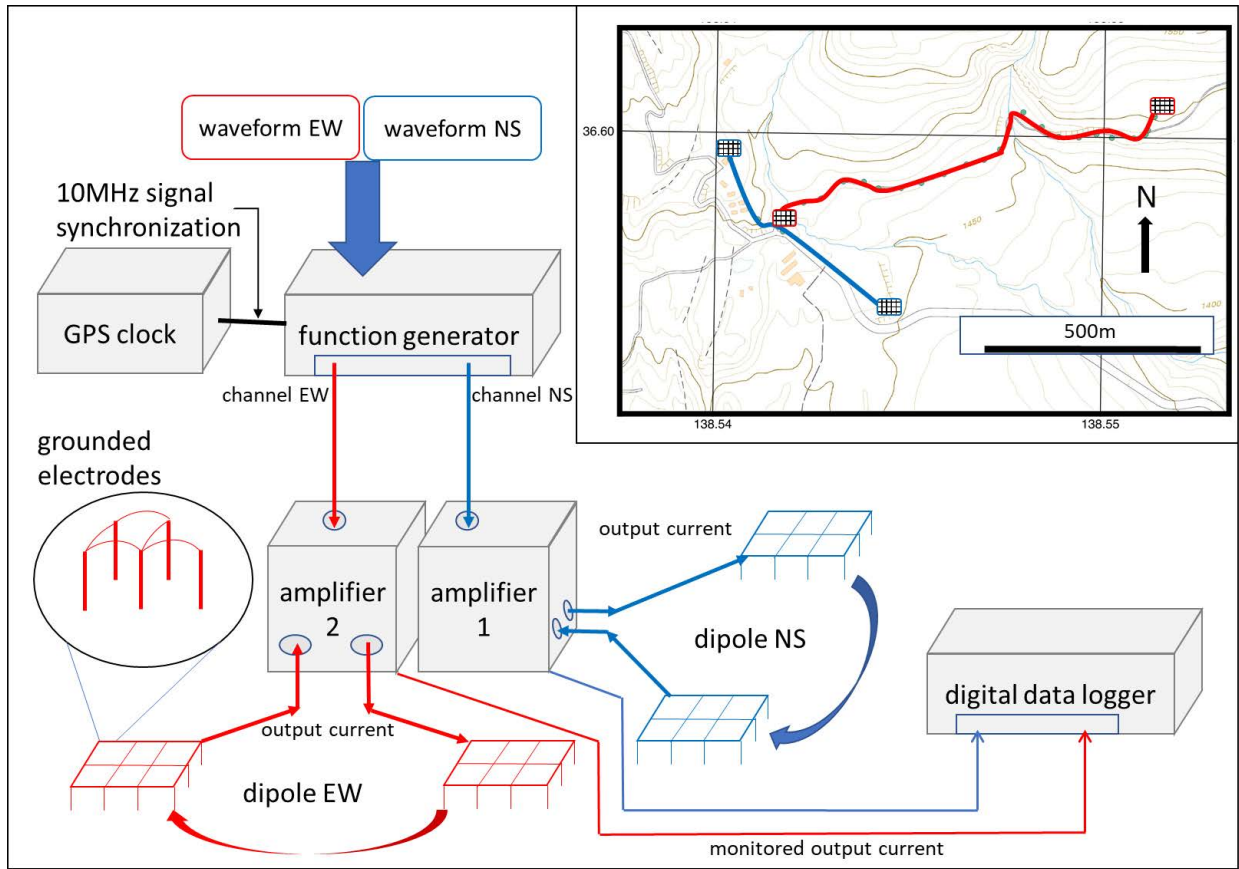 waveform EW
waveform NS
10MHz signal
synchronization
GPS clock
function generator
channel EW
channel NS
grounded
electrodes
amplifier
2
amplifier
1
output current
dipole NS
output current
dipole EW
digital data logger
monitored output current
36.60
1450
N
500m
1400
138.54
138.55